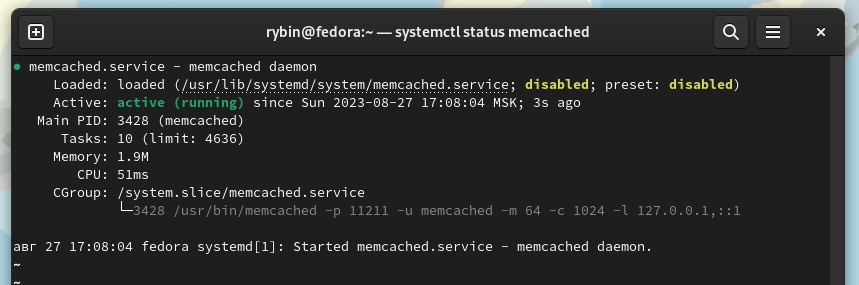 rybin@fedora:~ — systemctl status memcached
● memcached.service - memcached daemon
Loaded: loaded (/usr/lib/systemd/system/memcached.service; disabled; preset: disabled)
Active: active (running) since Sun 2023-08-27 17:08:04 MSK; 3s ago
Main PID: 3428 (memcached)
Tasks: 10 (limit: 4636)
Memory: 1.9M
CPU: 51ms
CGroup: /system.slice/memcached.service
└─3428 /usr/bin/memcached -p 11211 -u memcached -m 64 -c 1024 -l 127.0.0.1,::1
авг 27 17:08:04 fedora systemd[1]: Started memcached.service - memcached daemon.
~
~